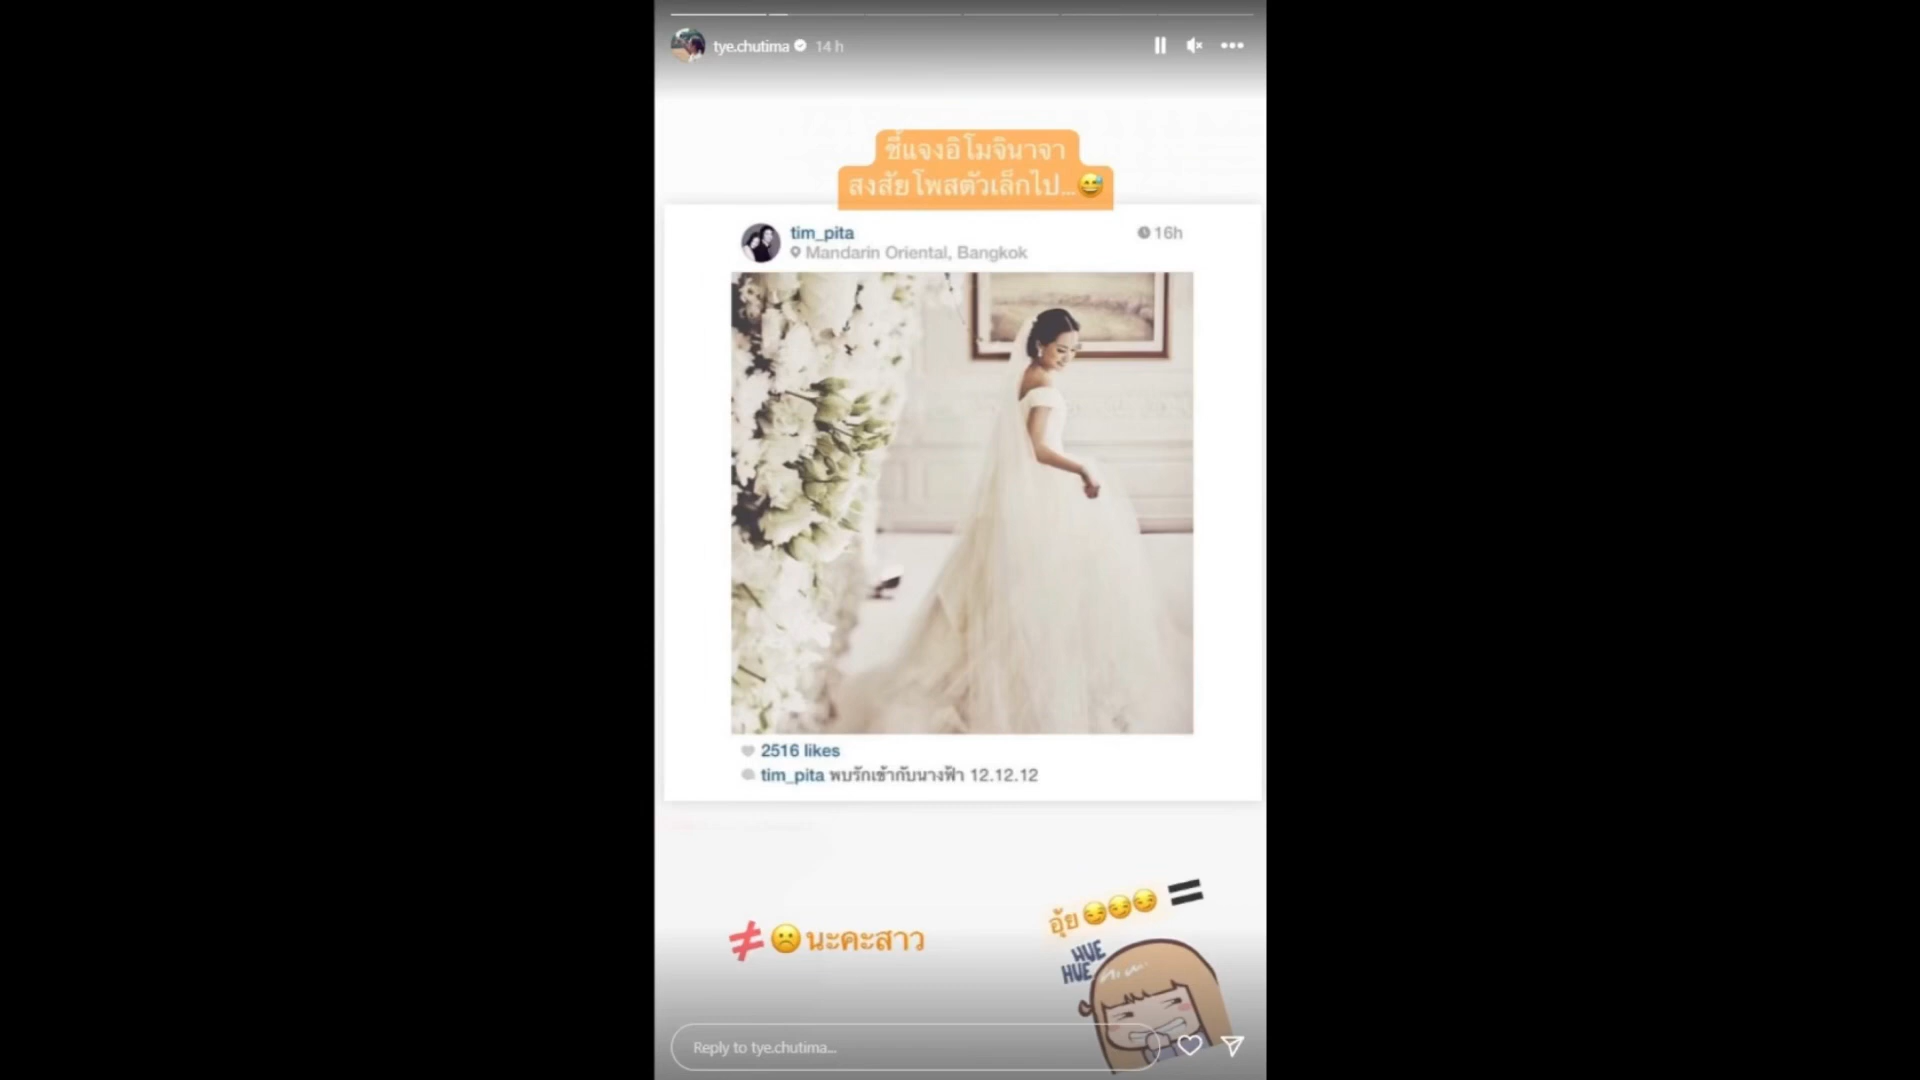 tye.chutima 14 h
ชี้แจงอิโมจินาจา
สงสัยโพสตัวเล็กไป...😅
tim_pita 16h
Mandarin Oriental, Bangkok
2516 likes
tim_pita พบรักเข้ากับนางฟ้า 12.12.12
อุ้ย😏😏😏 =
≠ ☹️นะคะสาว
HUE
HUE
Reply to tye.chutima...